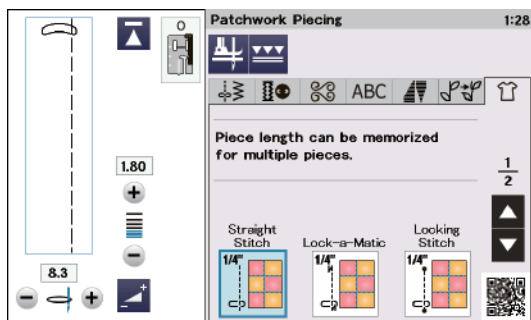 Patchwork Piecing
1:28
O
ABC
Piece length can be memorized
for multiple pieces.
1.80
1
2
Straight
Stitch
Lock-a-Matic
Locking
Stitch
1/4"
1/4"
1/4"
8.3